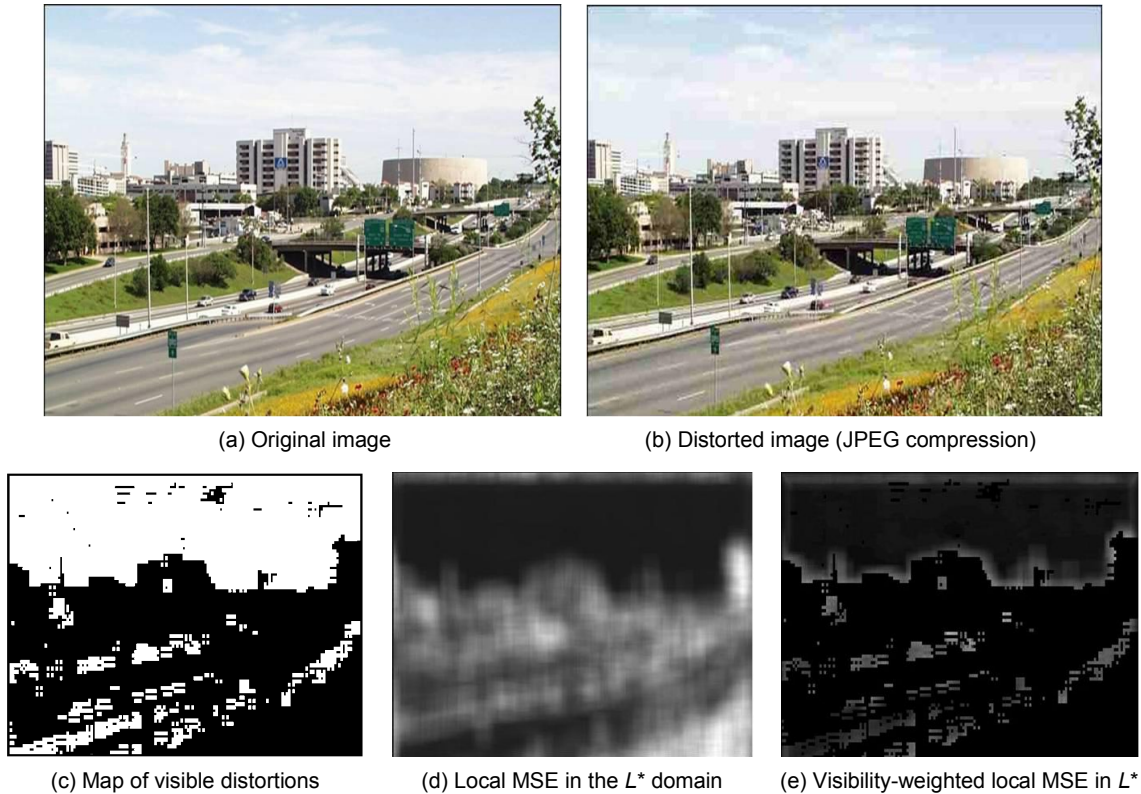 (a) Original image
(b) Distorted image (JPEG compression)
(c) Map of visible distortions
(d) Local MSE in the L* domain
(e) Visibility-weighted local MSE in L*